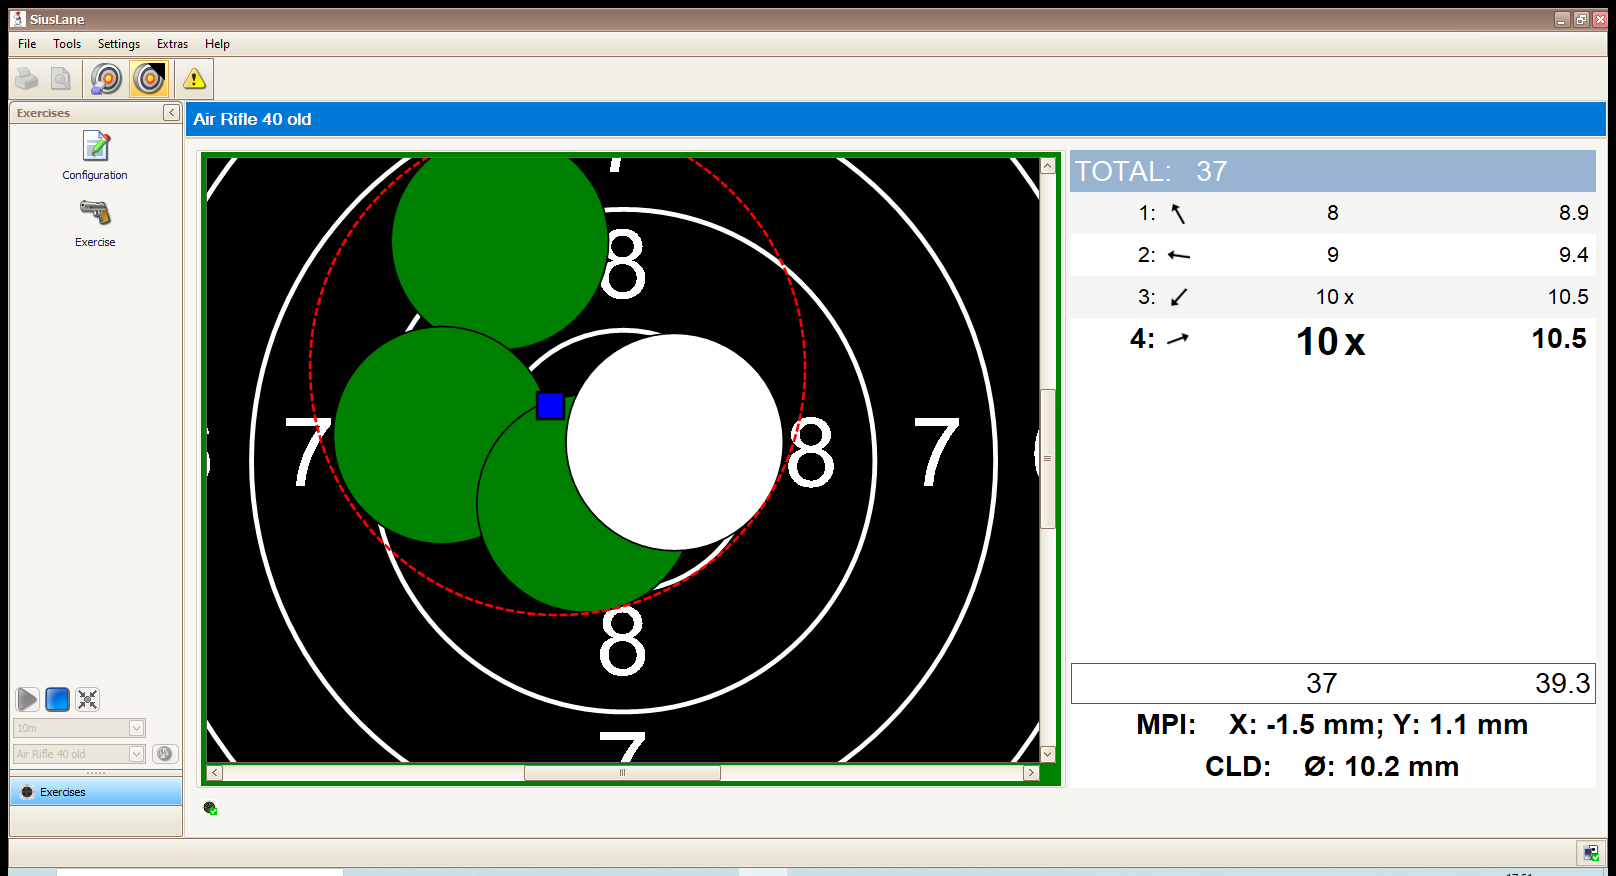 SiusLane
File Tools Settings Extras Help
Exercises
Configuration
Exercise
10m
Air Rifle 40 old
Exercises
Air Rifle 40 old
7
8
7
8
7
8
7
TOTAL: 37
1: 8 8.9
2: 9 9.4
3: 10 x 10.5
4: 10 x 10.5
37 39.3
MPI: X: -1.5 mm; Y: 1.1 mm
CLD: Ø: 10.2 mm